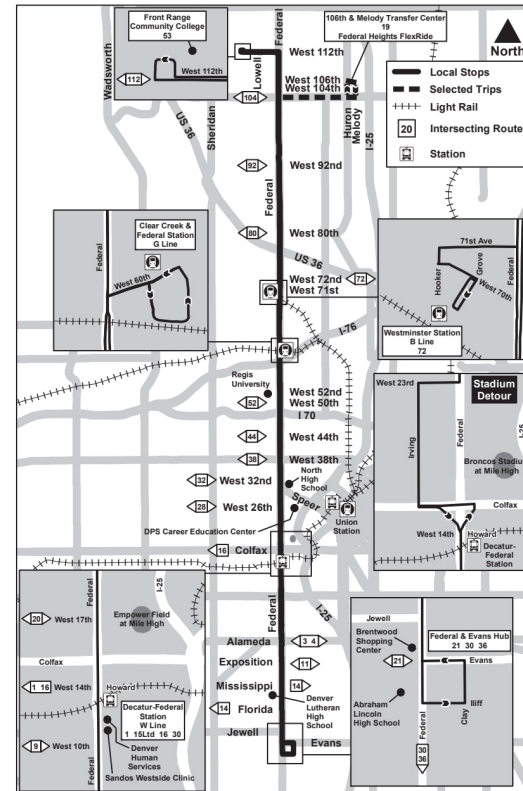 Front Range
Community College
53
West 112th
Wadsworth
112
Lowell
Federal
West 112th
106th & Melody Transfer Center
19
Federal Heights FlexRide
North
Local Stops
Selected Trips
Light Rail
20 Intersecting Route
Station
West 106th
West 104th
104
Huron
Melody
I-25
US 36
Sheridan
92
West 92nd
Federal
80
West 80th
US 36
Clear Creek &
Federal Station
G Line
Federal
West 60th
West 72nd
72
West 71st
71st Ave
Hooker
Grove
West 70th
Federal
Westminster Station
B Line
72
I-76
Regis
University
West 52nd
52
West 50th
I 70
44
West 44th
38
West 38th
32
West 32nd
North
High
School
28
West 26th
Speer
DPS Career Education Center
Union
Station
16
Colfax
West 23rd
Stadium
Detour
Irving
Federal
I-25
Broncos Stadium
at Mile High
Colfax
West 14th
Howard
Decatur-
Federal
Station
Federal
I-25
20
West 17th
Empower Field
at Mile High
Colfax
1 16
West 14th
Howard
Decatur-Federal
Station
W Line
1 15Ltd 16 30
9
West 10th
Denver
Human
Services
Federal
Sandos Westside Clinic
Federal
I-25
Alameda
3 4
Exposition
11
Mississippi
14
14
Florida
Denver
Lutheran
High School
Jewell
Evans
Jewell
Brentwood
Shopping
Center
Federal & Evans Hub
21 30 36
21
Evans
Abraham
Lincoln
High School
Iliff
Clay
Federal
30
36